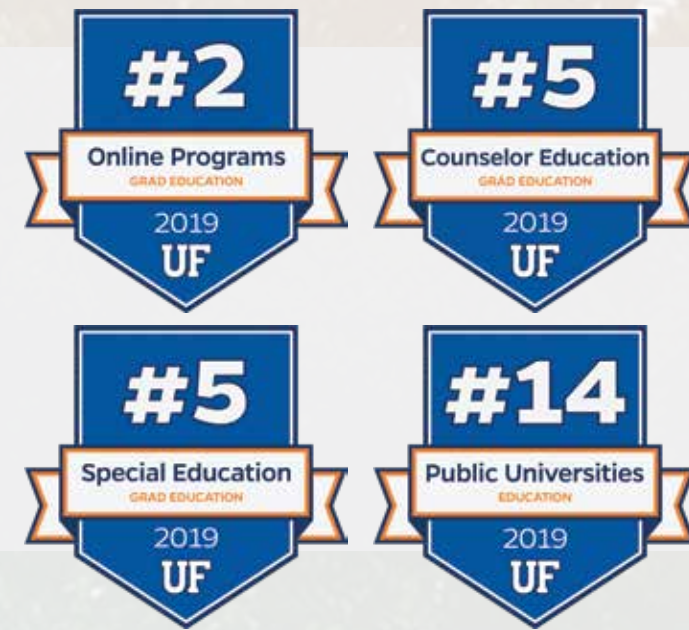 #2
Online Programs
GRAD EDUCATION
2019
UF
#5
Counselor Education
GRAD EDUCATION
2019
UF
#5
Special Education
GRAD EDUCATION
2019
UF
#14
Public Universities
EDUCATION
2019
UF